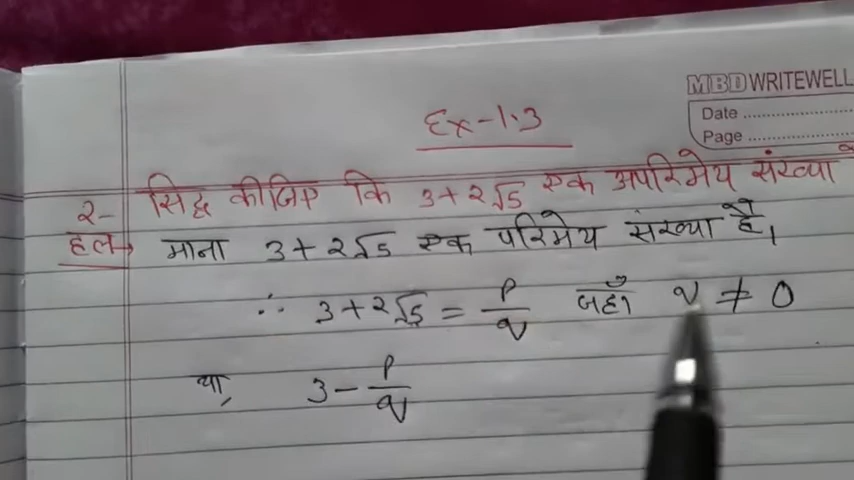 MBD WRITEWELL
Date
Page
Ex-1.3
2- सिद्ध कीजिए कि 3+2√5 एक अपरिमेय संख्या है
हल→ माना 3+2√5 एक परिमेय संख्या है।
∴ 3+2√5 = p/q जहाँ q ≠ 0
या, 3 - p/q